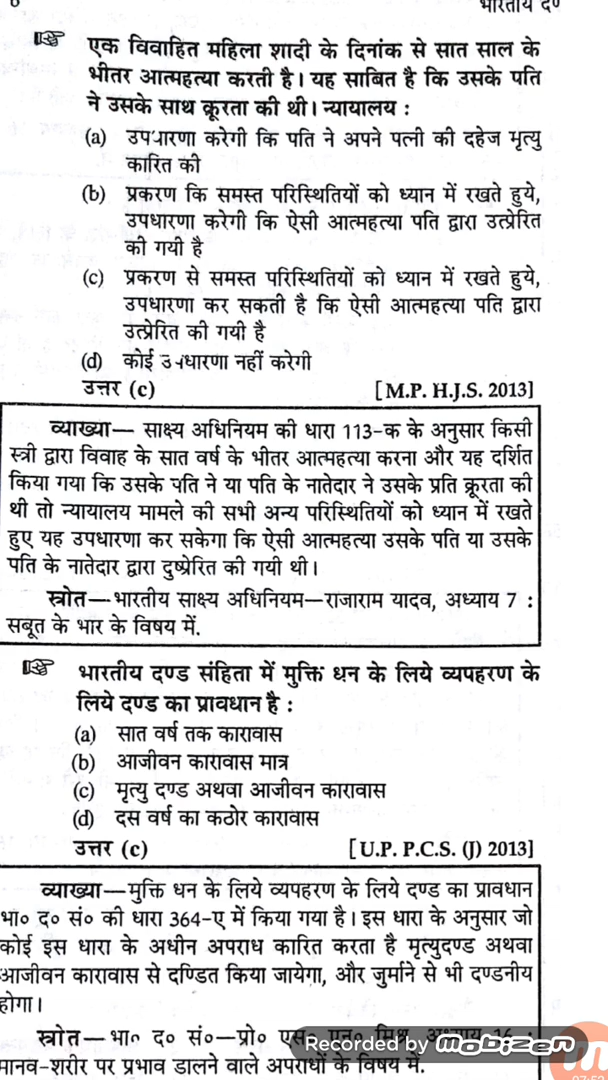 भारतीय द०
एक विवाहित महिला शादी के दिनांक से सात साल के
भीतर आत्महत्या करती है। यह साबित है कि उसके पति
ने उसके साथ क्रूरता की थी। न्यायालय :
(a) उपधारणा करेगी कि पति ने अपने पत्नी की दहेज मृत्यु
कारित की
(b) प्रकरण कि समस्त परिस्थितियों को ध्यान में रखते हुये,
उपधारणा करेगी कि ऐसी आत्महत्या पति द्वारा उत्प्रेरित
की गयी है
(c) प्रकरण से समस्त परिस्थितियों को ध्यान में रखते हुये,
उपधारणा कर सकती है कि ऐसी आत्महत्या पति द्वारा
उत्प्रेरित की गयी है
(d) कोई उपधारणा नहीं करेगी
उत्तर (c) [M.P. H.J.S. 2013]
व्याख्या— साक्ष्य अधिनियम की धारा 113-क के अनुसार किसी
स्त्री द्वारा विवाह के सात वर्ष के भीतर आत्महत्या करना और यह दर्शित
किया गया कि उसके पति ने या पति के नातेदार ने उसके प्रति क्रूरता की
थी तो न्यायालय मामले की सभी अन्य परिस्थितियों को ध्यान में रखते
हुए यह उपधारणा कर सकेगा कि ऐसी आत्महत्या उसके पति या उसके
पति के नातेदार द्वारा दुष्प्रेरित की गयी थी।
स्त्रोत—भारतीय साक्ष्य अधिनियम—राजाराम यादव, अध्याय 7 :
सबूत के भार के विषय में.
भारतीय दण्ड संहिता में मुक्ति धन के लिये व्यपहरण के
लिये दण्ड का प्रावधान है :
(a) सात वर्ष तक कारावास
(b) आजीवन कारावास मात्र
(c) मृत्यु दण्ड अथवा आजीवन कारावास
(d) दस वर्ष का कठोर कारावास
उत्तर (c) [U.P. P.C.S. (J) 2013]
व्याख्या—मुक्ति धन के लिये व्यपहरण के लिये दण्ड का प्रावधान
भा० द० सं० की धारा 364-ए में किया गया है। इस धारा के अनुसार जो
कोई इस धारा के अधीन अपराध कारित करता है मृत्युदण्ड अथवा
आजीवन कारावास से दण्डित किया जायेगा, और जुर्माने से भी दण्डनीय
होगा।
स्त्रोत—भा० द० सं०—प्रो० एस० एन० मिश्र, अध्याय 16 :
मानव-शरीर पर प्रभाव डालने वाले अपराधों के विषय में.
Recorded by mobizen